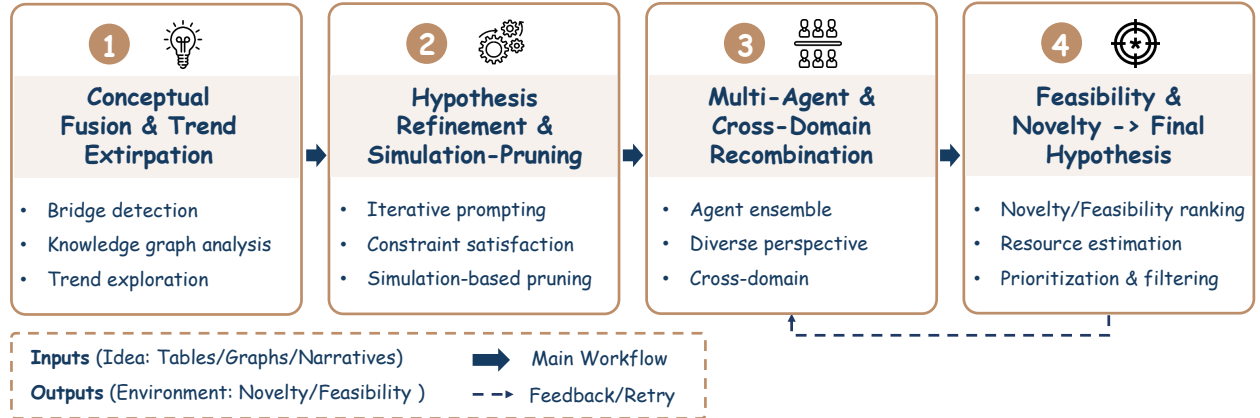 1
Conceptual
Fusion & Trend
Extirpation
• Bridge detection
• Knowledge graph analysis
• Trend exploration
2
Hypothesis
Refinement &
Simulation-Pruning
• Iterative prompting
• Constraint satisfaction
• Simulation-based pruning
3
Multi-Agent &
Cross-Domain
Recombination
• Agent ensemble
• Diverse perspective
• Cross-domain
4
Feasibility &
Novelty -> Final
Hypothesis
• Novelty/Feasibility ranking
• Resource estimation
• Prioritization & filtering
Inputs (Idea: Tables/Graphs/Narratives)
Outputs (Environment: Novelty/Feasibility )
Main Workflow
Feedback/Retry